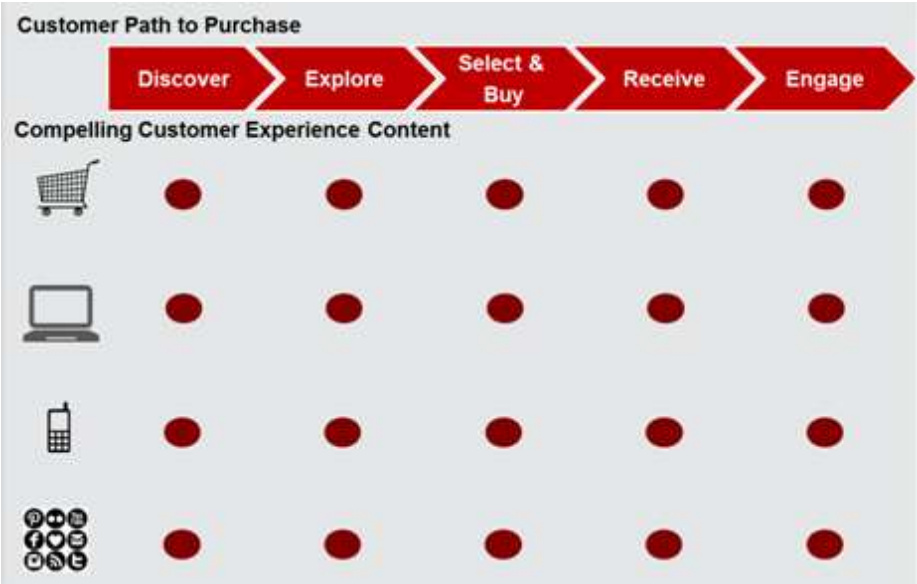 Customer Path to Purchase
Discover
Explore
Select &
Buy
Receive
Engage
Compelling Customer Experience Content